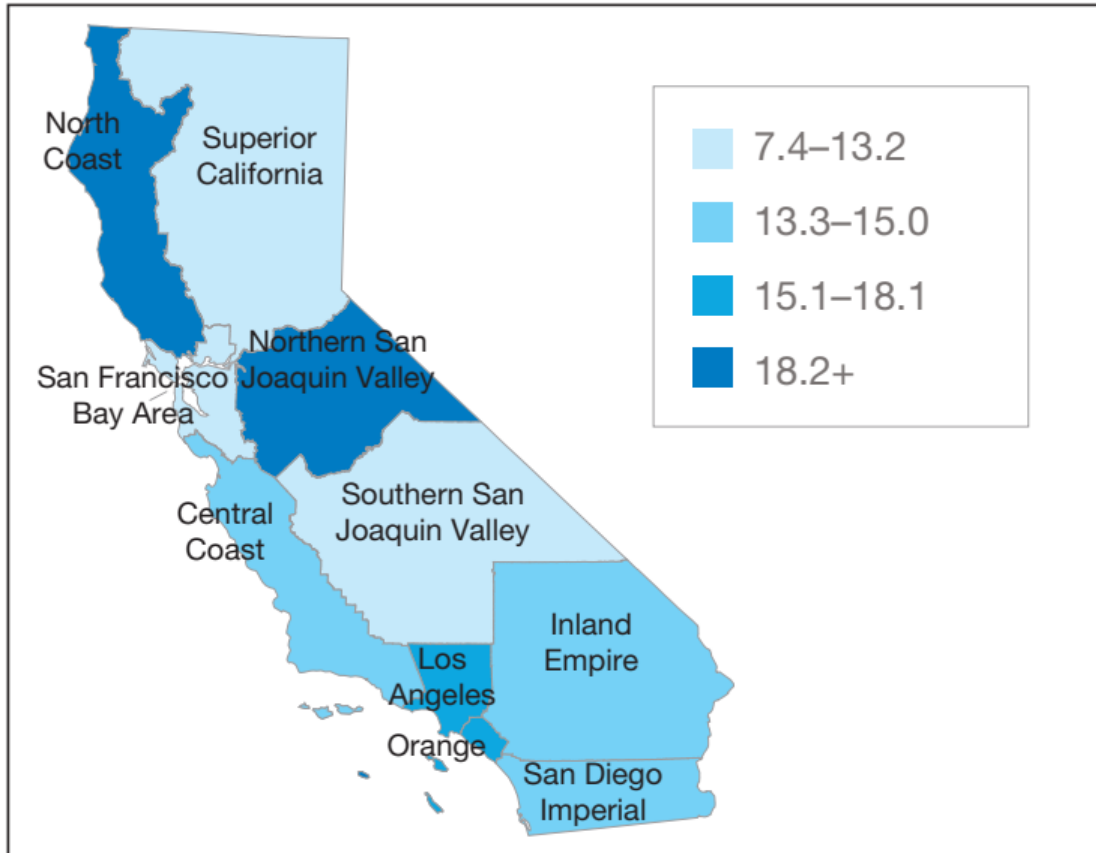 North
Coast
Superior
California
Northern San
Joaquin Valley
San Francisco
Bay Area
Southern San
Joaquin Valley
Central
Coast
Inland
Empire
Los
Angeles
Orange
San Diego
Imperial
7.4–13.2
13.3–15.0
15.1–18.1
18.2+